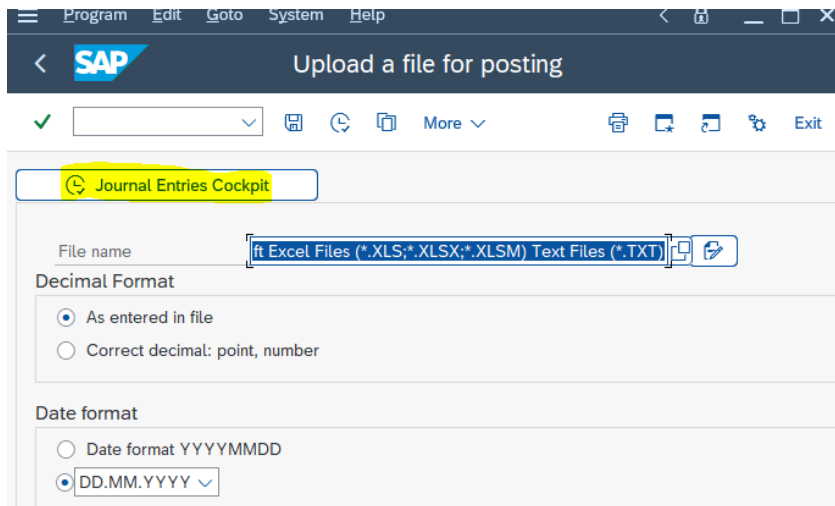 Program Edit Goto System Help
SAP Upload a file for posting
More Exit
Journal Entries Cockpit
File name ft Excel Files (*.XLS;*.XLSX;*.XLSM) Text Files (*.TXT)
Decimal Format
As entered in file
Correct decimal: point, number
Date format
Date format YYYYMMDD
DD.MM.YYYY